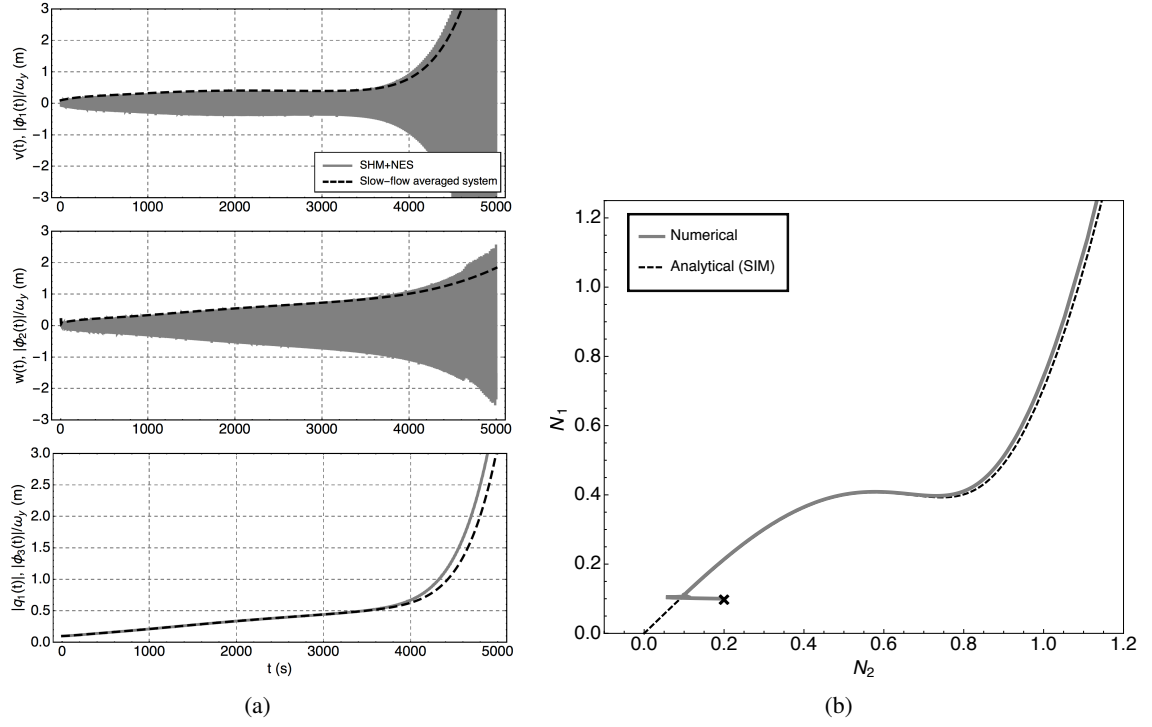 3
2
1
0
−1
−2
−3
v(t), |ϕ1(t)|/ωy (m)
SHM+NES
Slow−flow averaged system
0 1000 2000 3000 4000 5000
3
2
1
0
−1
−2
−3
w(t), |ϕ2(t)|/ωy (m)
0 1000 2000 3000 4000 5000
3.0
2.5
2.0
1.5
1.0
0.5
0.0
|q1(t)|, |ϕ3(t)|/ωy (m)
0 1000 2000 3000 4000 5000
t (s)
(a)
1.2
1.0
0.8
0.6
0.4
0.2
0.0
N1
Numerical
Analytical (SIM)
0.0 0.2 0.4 0.6 0.8 1.0 1.2
N2
(b)